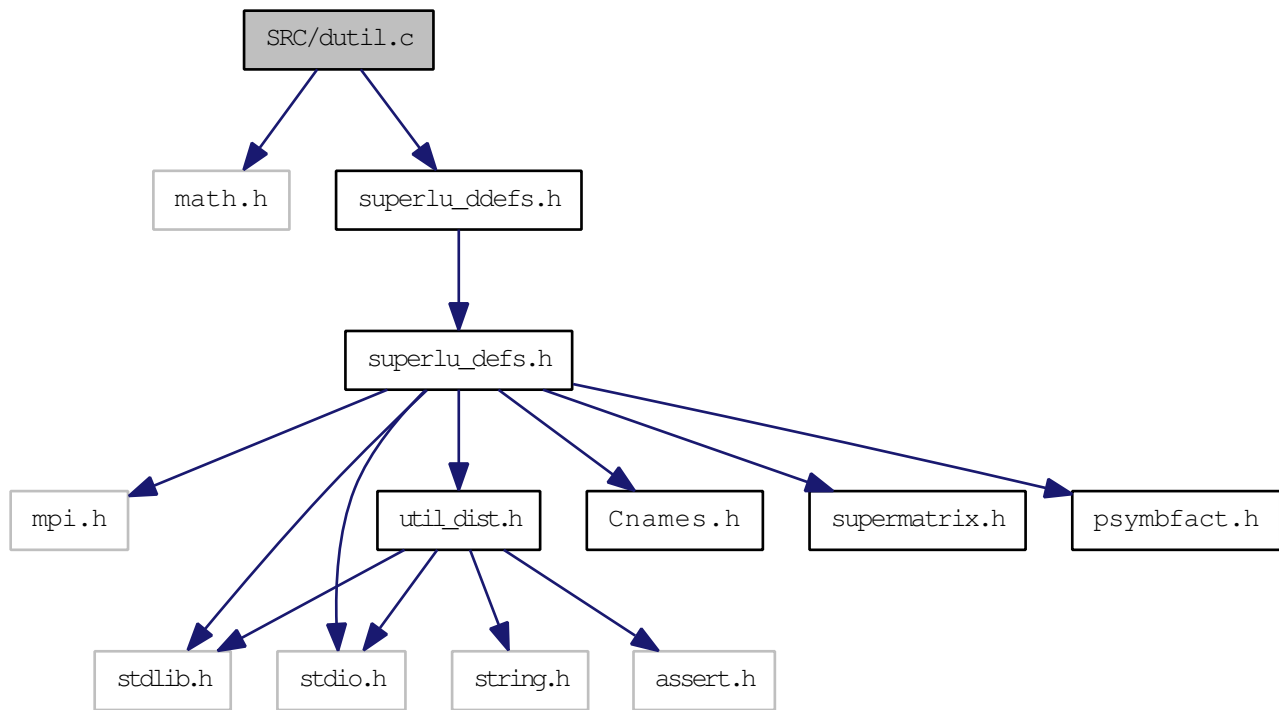 SRC/dutil.c
math.h
superlu_ddefs.h
superlu_defs.h
mpi.h
util_dist.h
Cnames.h
supermatrix.h
psymbfact.h
stdlib.h
stdio.h
string.h
assert.h